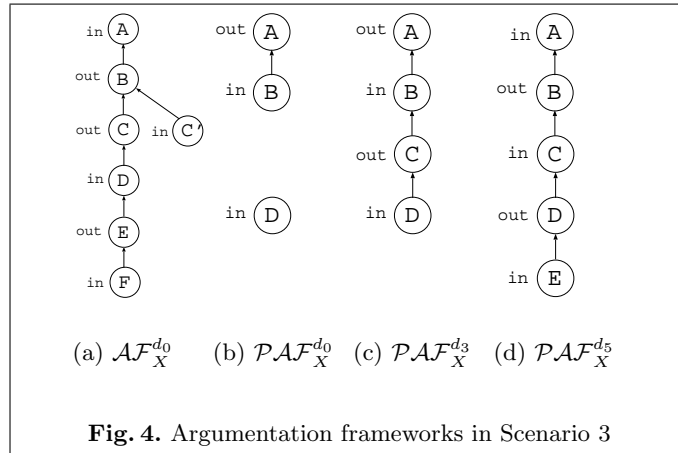 in A out A out A in A
out B in B in B out B
out C in C' out C in C
in D in D in D out D
out E in E
in F
(a) 𝒜ℱ_X^{d_0} (b) 𝒫𝒜ℱ_X^{d_0} (c) 𝒫𝒜ℱ_X^{d_3} (d) 𝒫𝒜ℱ_X^{d_5}
Fig. 4. Argumentation frameworks in Scenario 3